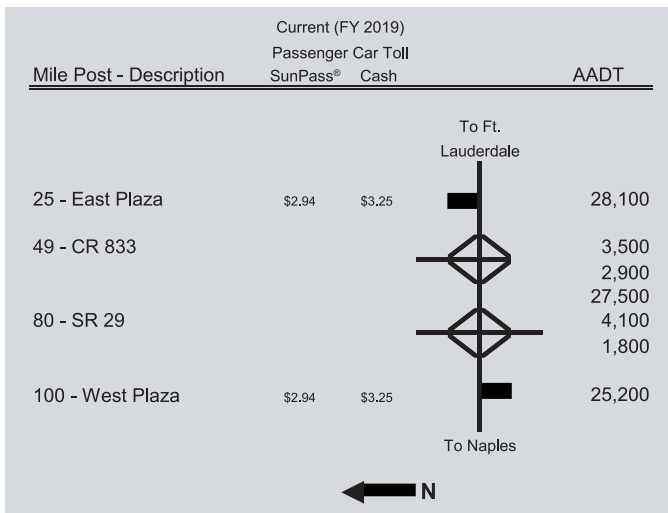 Current (FY 2019)
Passenger Car Toll
Mile Post - Description SunPass® Cash AADT
To Ft.
Lauderdale
25 - East Plaza $2.94 $3.25 28,100
49 - CR 833 3,500
2,900
27,500
80 - SR 29 4,100
1,800
100 - West Plaza $2.94 $3.25 25,200
To Naples
N